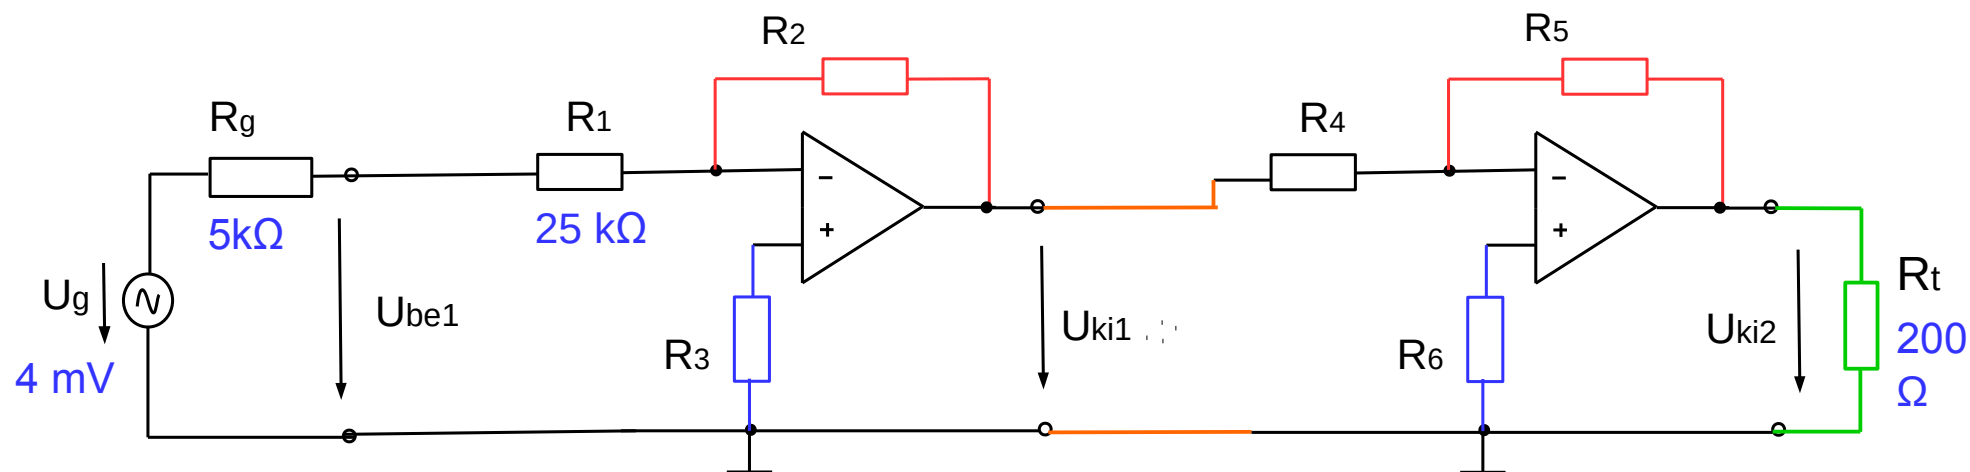 R2
R5
Rg
R1
R4
5kΩ
25 kΩ
−
+
−
+
Ug
4 mV
Ube1
R3
Uki1
R6
Uki2
Rt
200
Ω